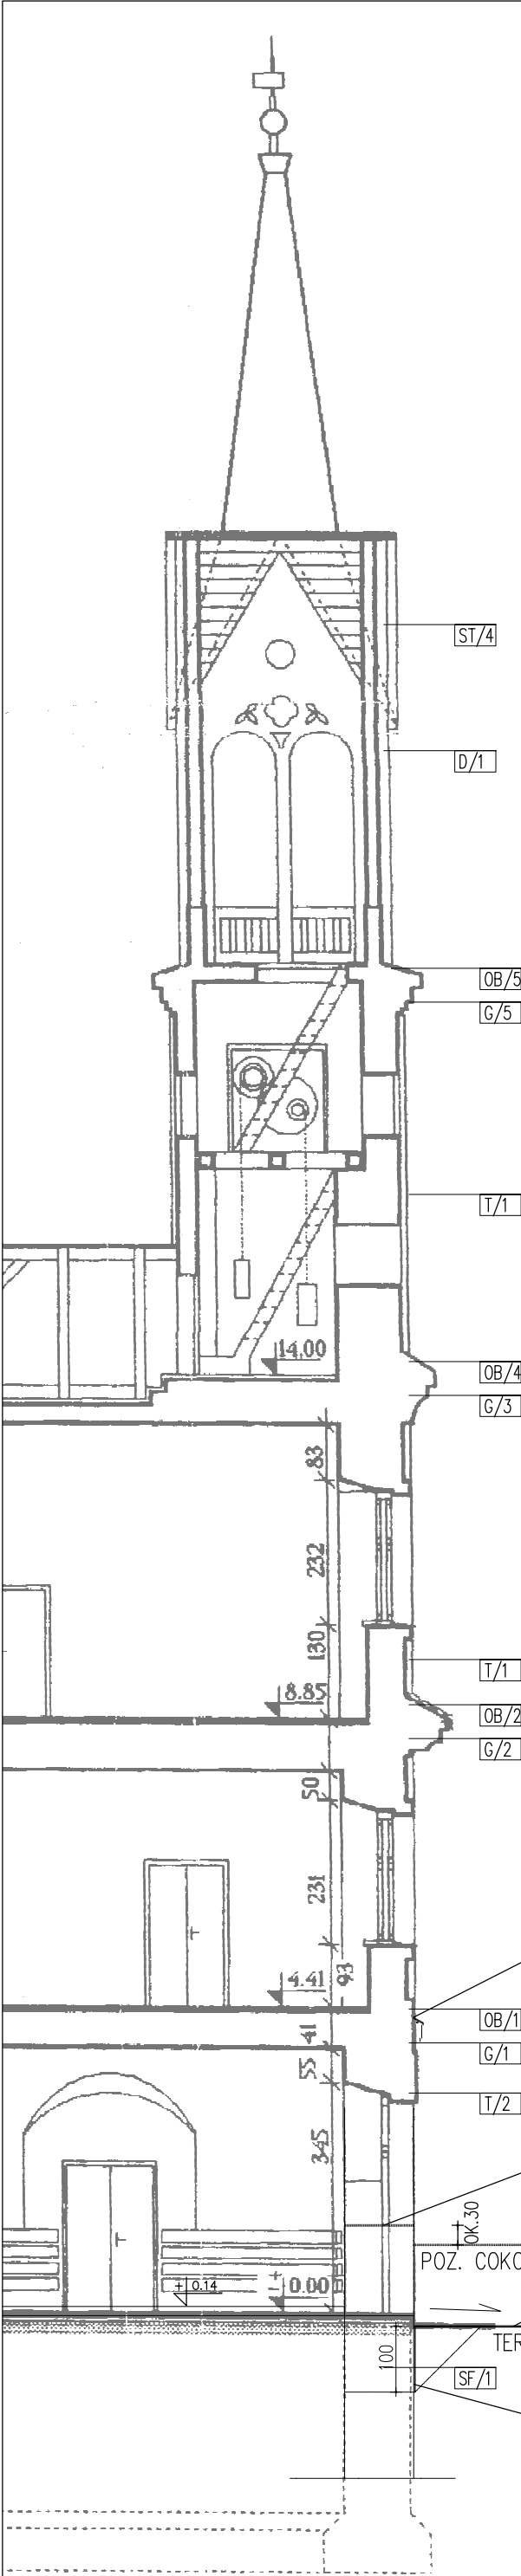 ST/4
D/1
OB/5
G/5
T/1
14.00
OB/4
G/3
83
232
130
T/1
8.85
OB/2
G/2
50
231
93
4.41
OB/1
41
G/1
55
T/2
345
OK.30
POZ. COKO
+ 0.14
0.00
TER
100
SF/1